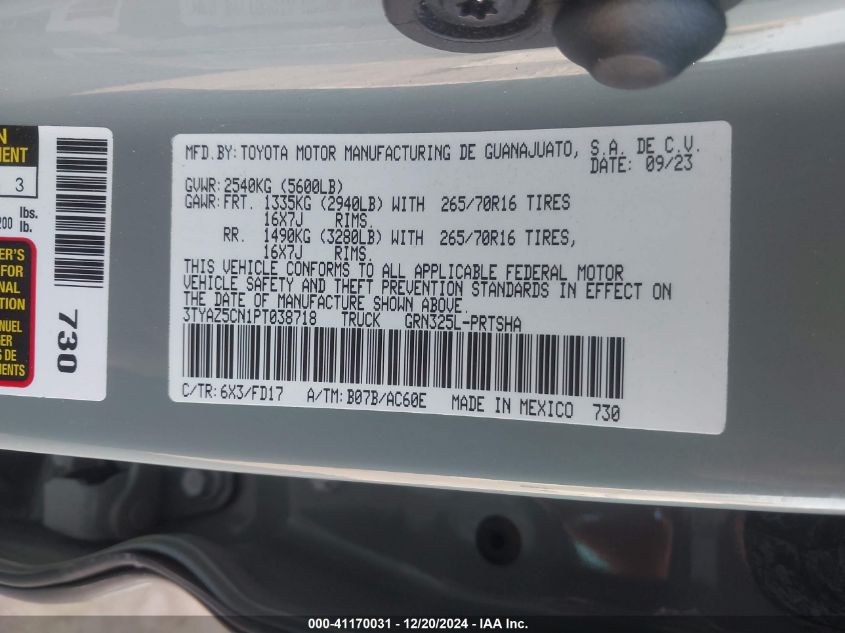 MFD.BY: TOYOTA MOTOR MANUFACTURING DE GUANAJUATO, S.A. DE C.V.
DATE: 09/23
GVWR: 2540KG (5600LB)
GAWR: FRT. 1335KG (2940LB) WITH 265/70R16 TIRES
16X7J RIMS.
RR. 1490KG (3280LB) WITH 265/70R16 TIRES,
16X7J RIMS.
THIS VEHICLE CONFORMS TO ALL APPLICABLE FEDERAL MOTOR
VEHICLE SAFETY AND THEFT PREVENTION STANDARDS IN EFFECT ON
THE DATE OF MANUFACTURE SHOWN ABOVE.
3TYAZ5CN1PT038718 TRUCK GRN325L-PRTSHA
C/TR: 6X3/FD17 A/TM: B07B/AC60E MADE IN MEXICO 730
3
lbs.
200 lb.
730
000-41170031 - 12/20/2024 - IAA Inc.